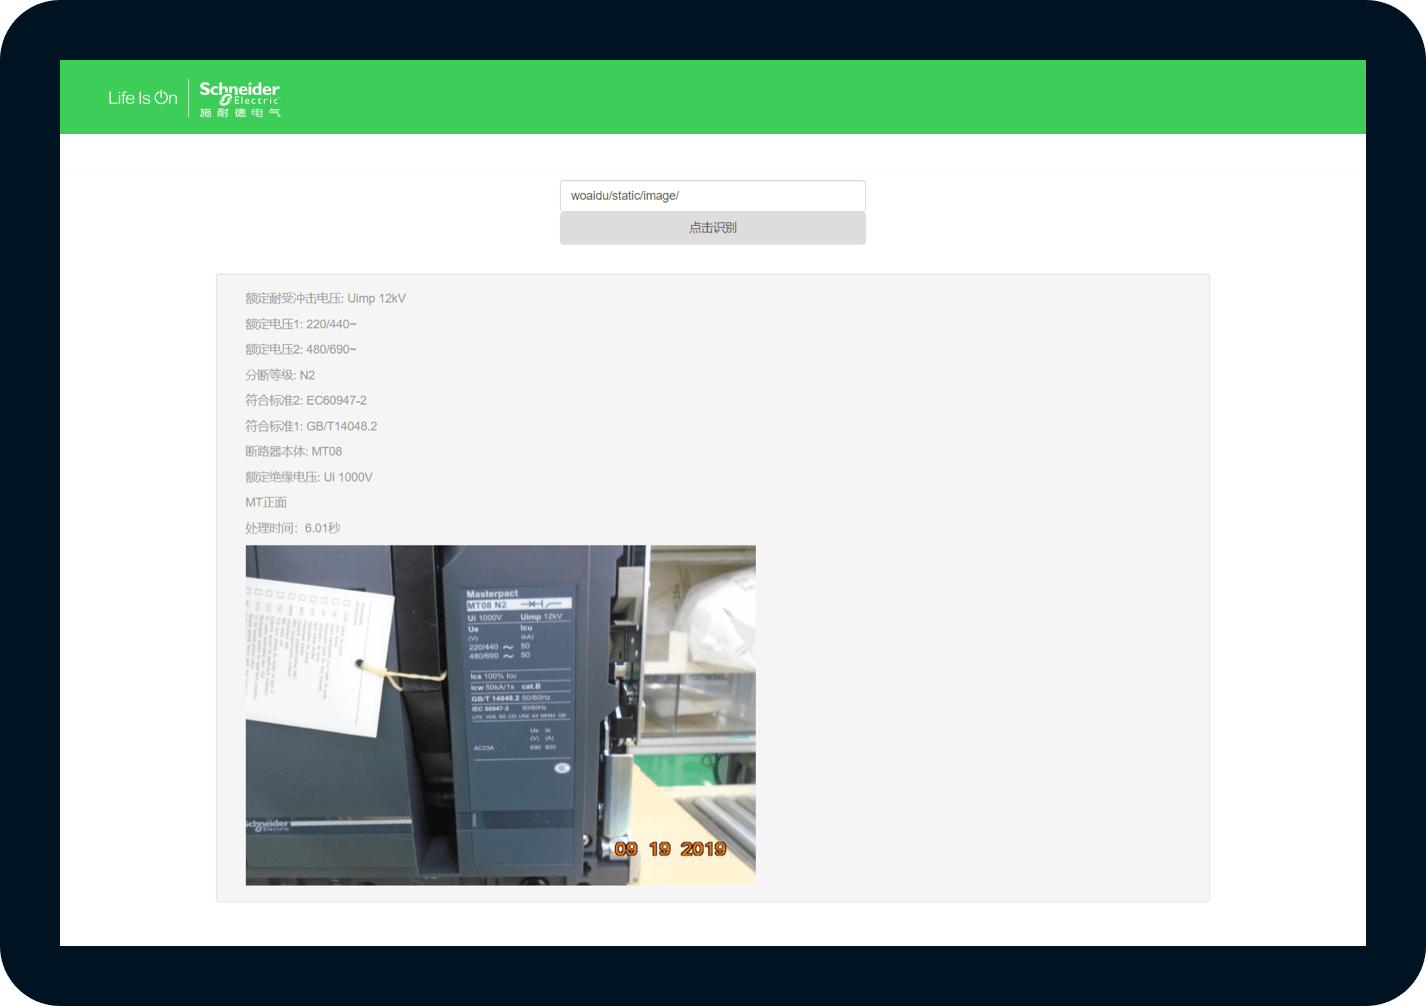 Life Is On
Schneider
Electric
施耐德电气
woaidu/static/image/
点击识别
额定耐受冲击电压: Uimp 12kV
额定电压1: 220/440~
额定电压2: 480/690~
分断等级: N2
符合标准2: EC60947-2
符合标准1: GB/T14048.2
断路器本体: MT08
额定绝缘电压: Ui 1000V
MT正面
处理时间：6.01秒
Masterpact
MT08 N2
Ui 1000V Uimp 12kV
Ue Icu
(V) (kA)
220/440 ~ 50
480/690 ~ 50
Ics 100% Icu
Icw 50kA/1s cat.B
GB/T 14048.2 50/60Hz
IEC 60947-2 50/60Hz
UTE VDE BS CEI UNE AS NEMA GB
Ue Ie
(V) (A)
AC23A 690 800
Schneider
Electric
09 19 2019